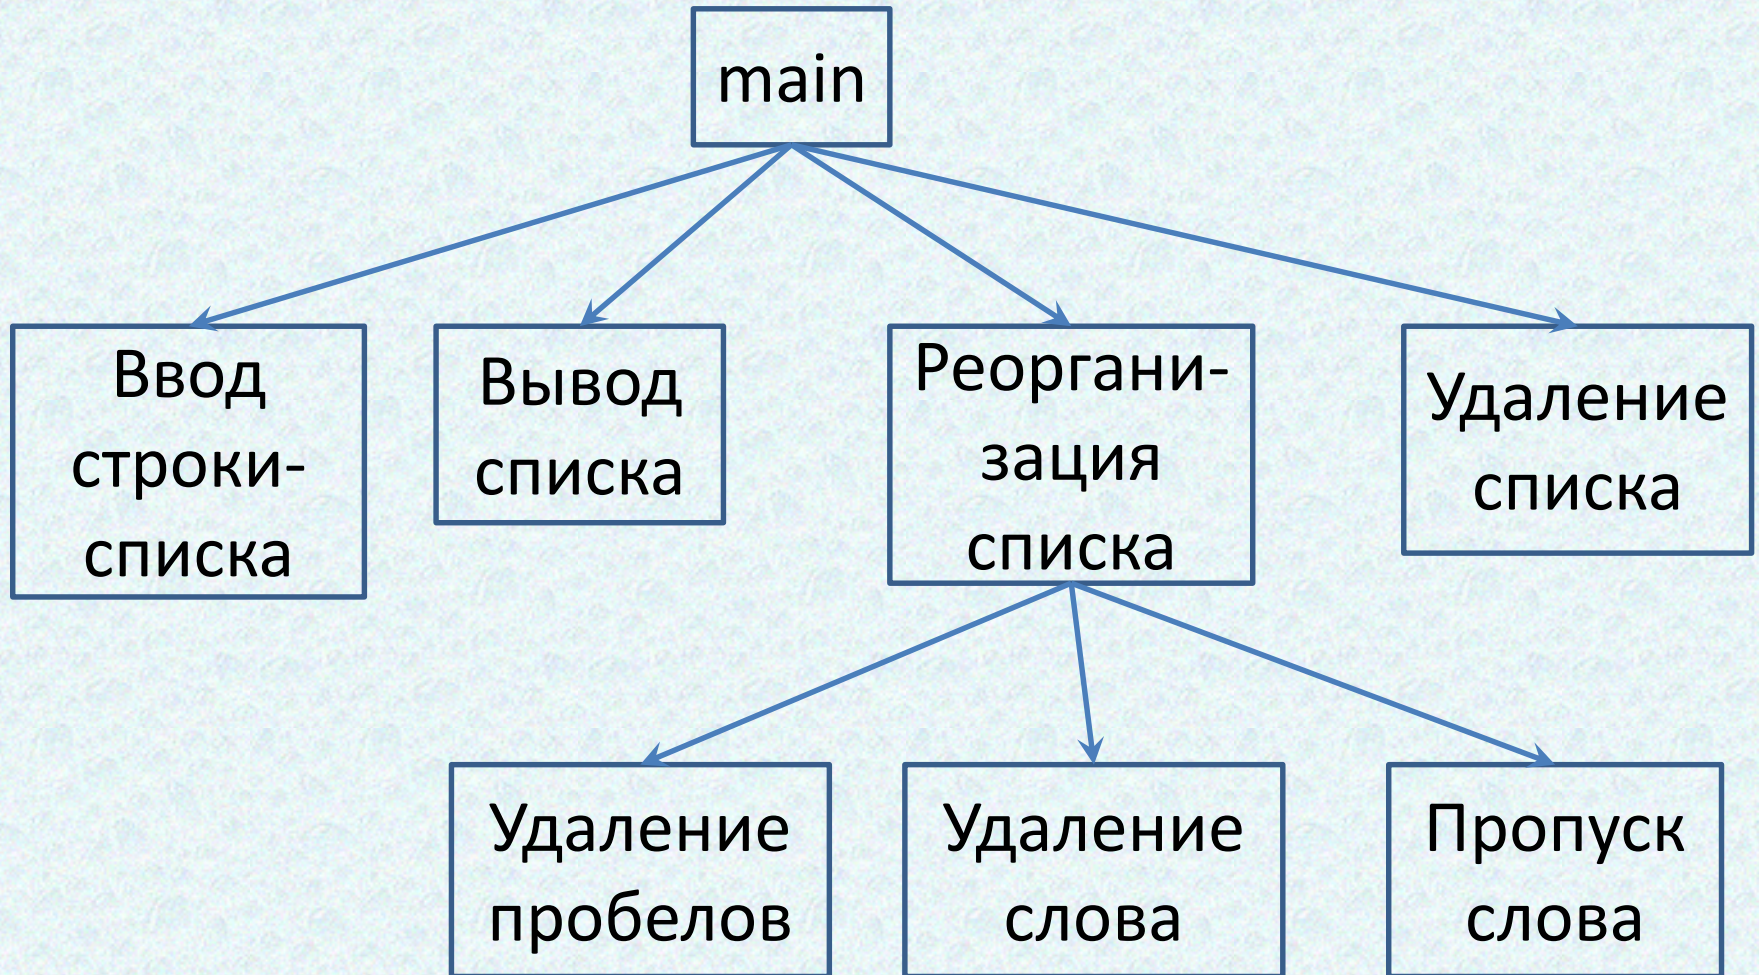 main
Ввод
строки-
списка
Вывод
списка
Реоргани-
зация
списка
Удаление
списка
Удаление
пробелов
Удаление
слова
Пропуск
слова